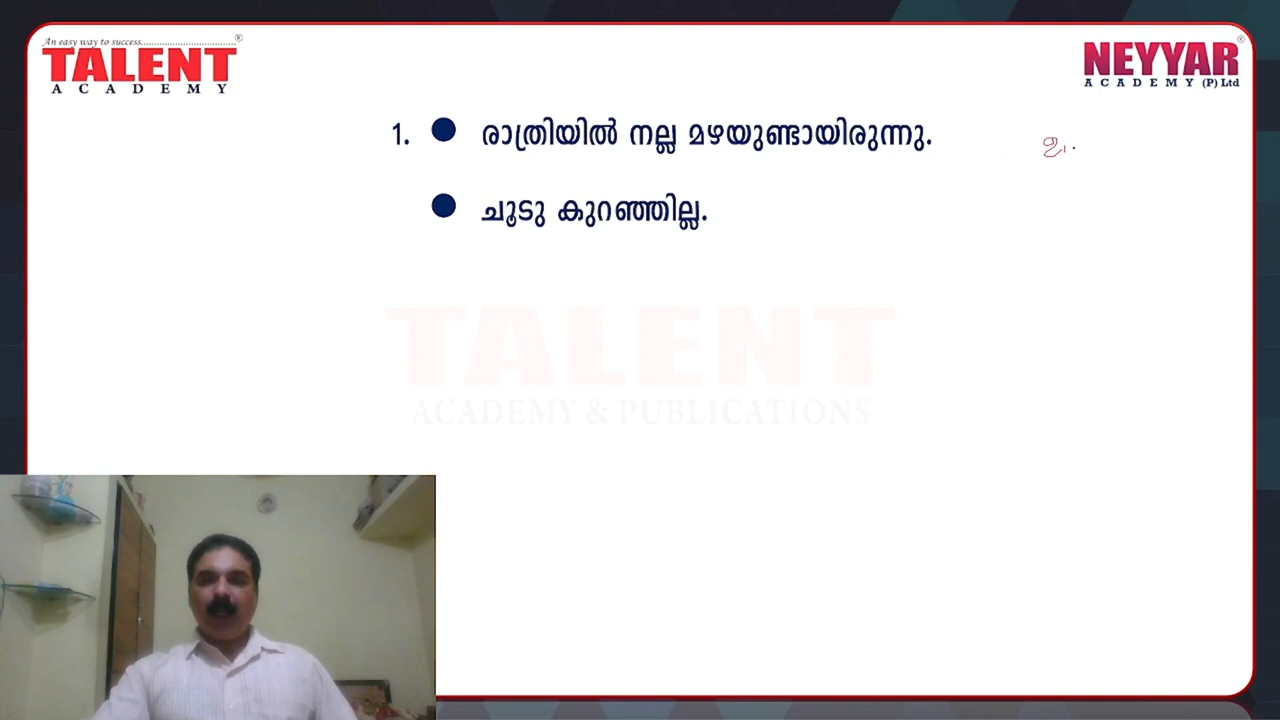 An easy way to success
TALENT
ACADEMY
NEYYAR
ACADEMY (P) Ltd
1. ● രാത്രിയിൽ നല്ല മഴയുണ്ടായിരുന്നു.
● ചൂടു കുറഞ്ഞില്ല.
TALENT
ACADEMY & PUBLICATIONS